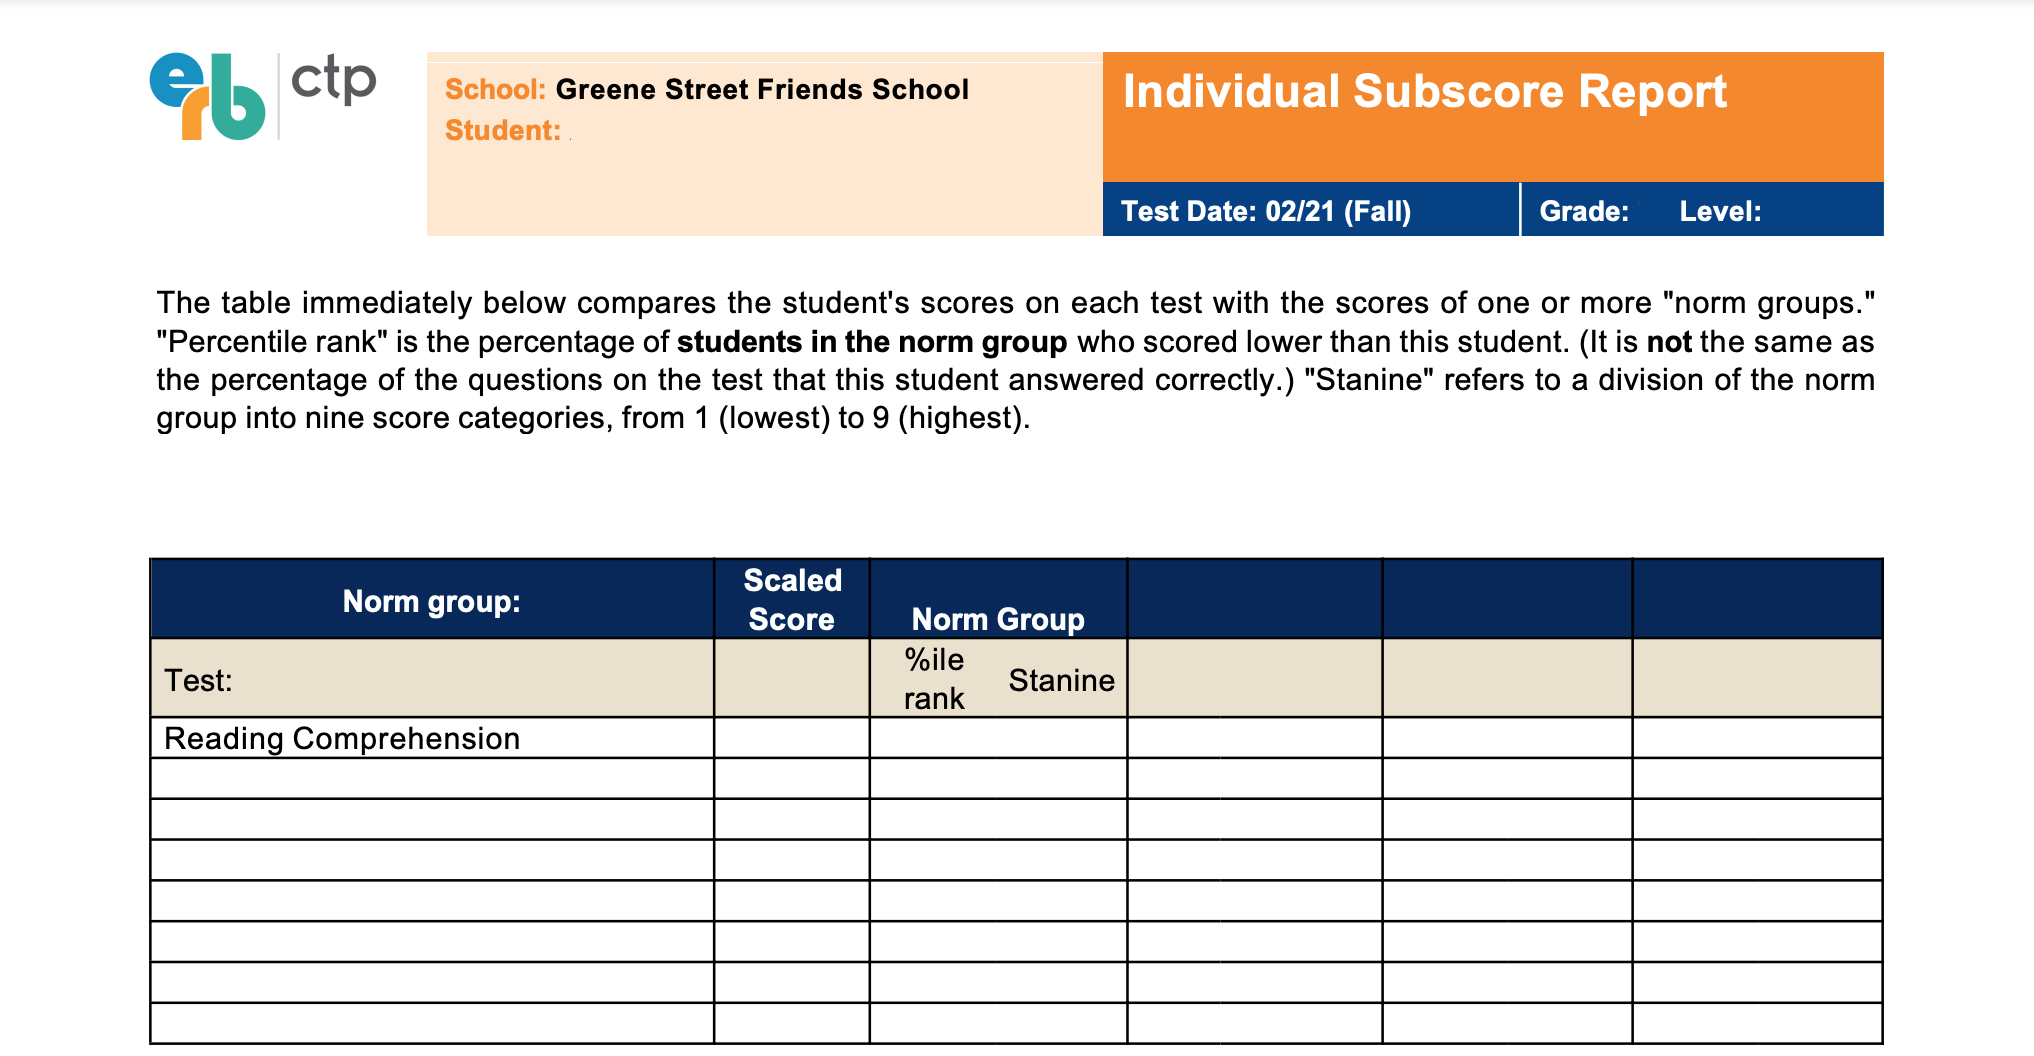 erb ctp
School: Greene Street Friends School
Student:
Individual Subscore Report
Test Date: 02/21 (Fall)
Grade: Level:
The table immediately below compares the student's scores on each test with the scores of one or more "norm groups."
"Percentile rank" is the percentage of students in the norm group who scored lower than this student. (It is not the same as
the percentage of the questions on the test that this student answered correctly.) "Stanine" refers to a division of the norm
group into nine score categories, from 1 (lowest) to 9 (highest).
Norm group:
Scaled
Score
Norm Group
Test:
%ile
rank
Stanine
Reading Comprehension